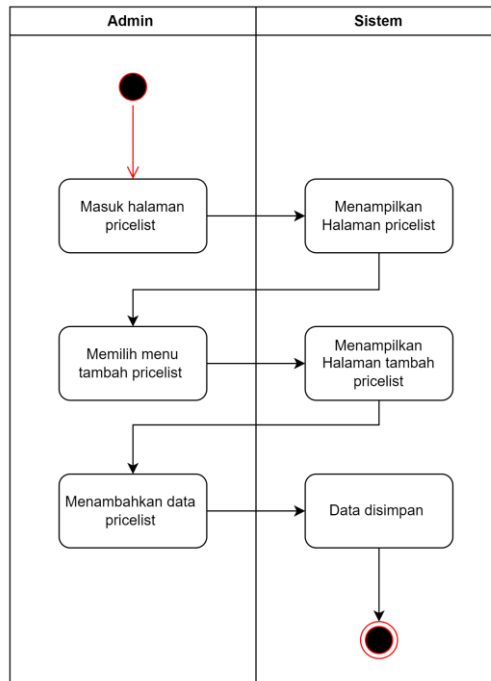 Admin
Sistem
Masuk halaman
pricelist
Menampilkan
Halaman pricelist
Memilih menu
tambah pricelist
Menampilkan
Halaman tambah
pricelist
Menambahkan data
pricelist
Data disimpan